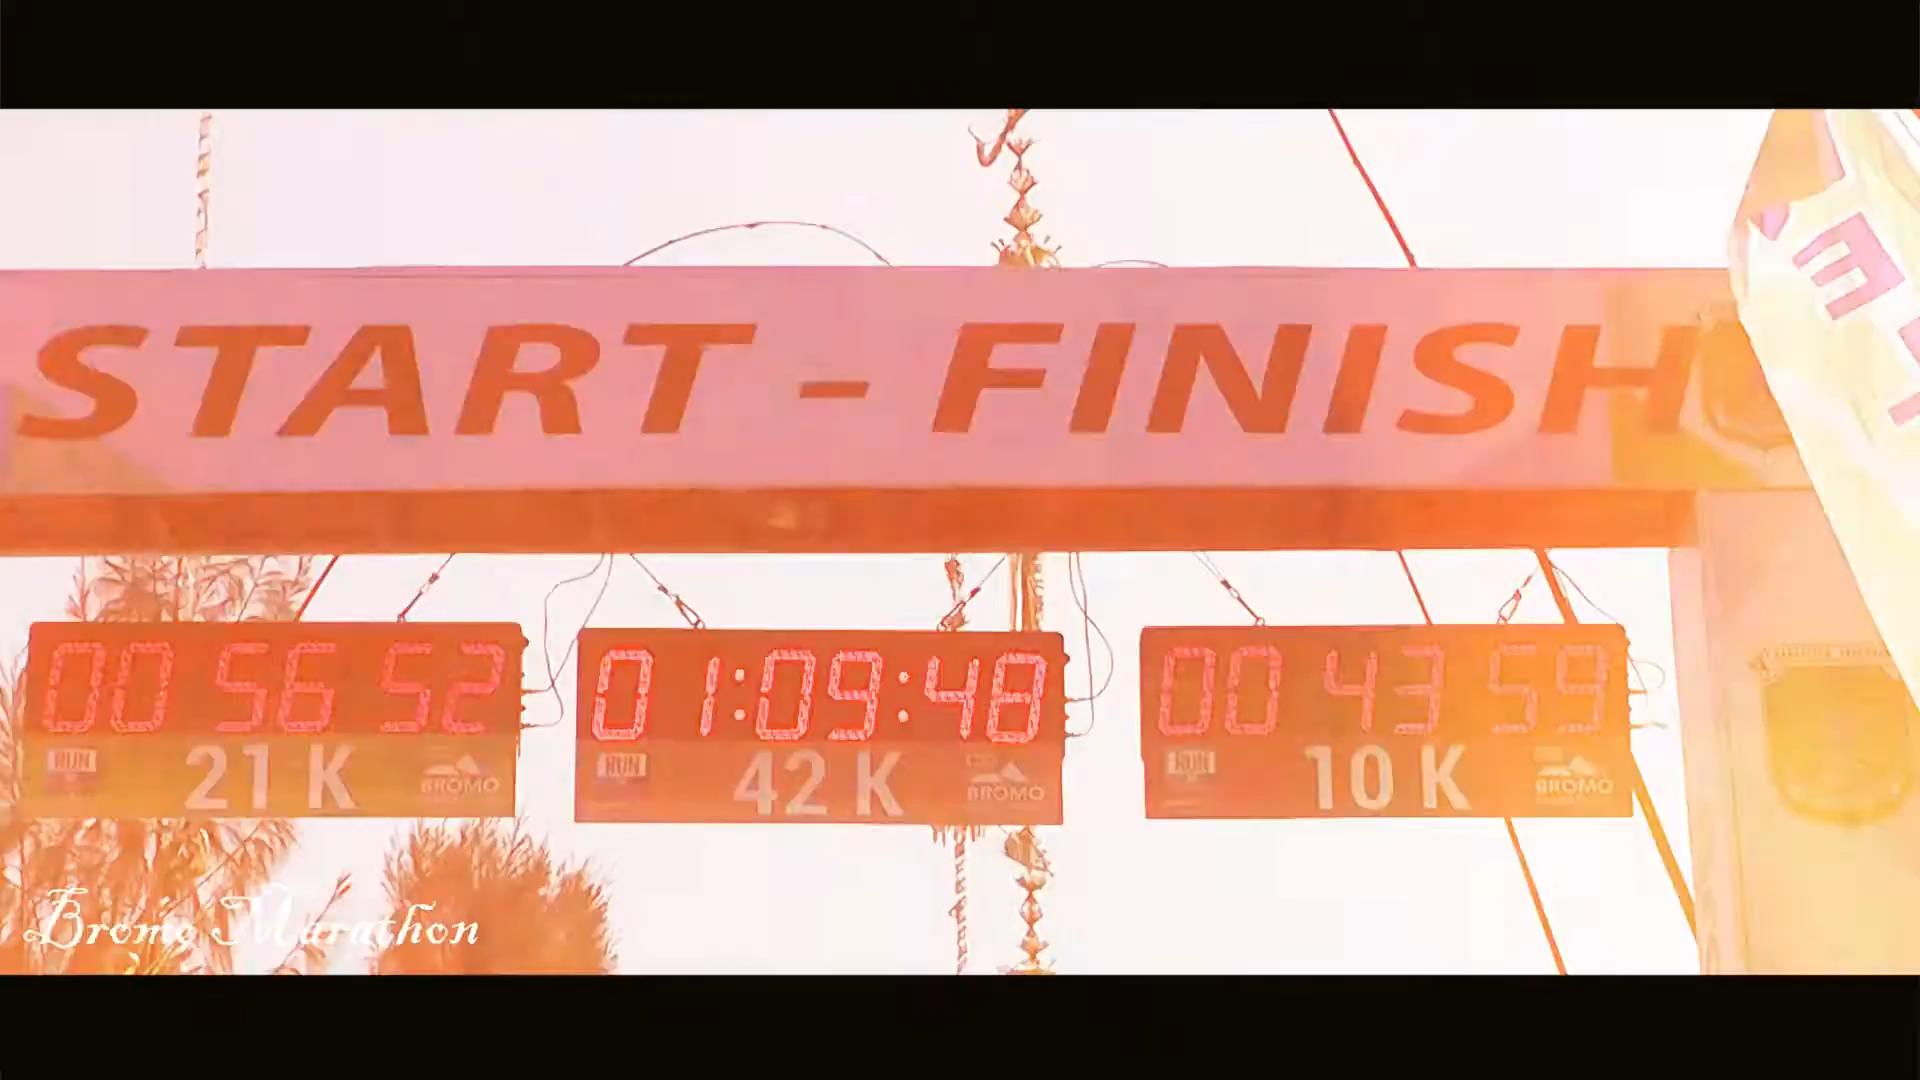 START - FINISH
00 56 52
01:09:48
00 43 59
RUN
21 K
BROMO
RUN
42 K
BROMO
RUN
10 K
BROMO
Bromo Marathon